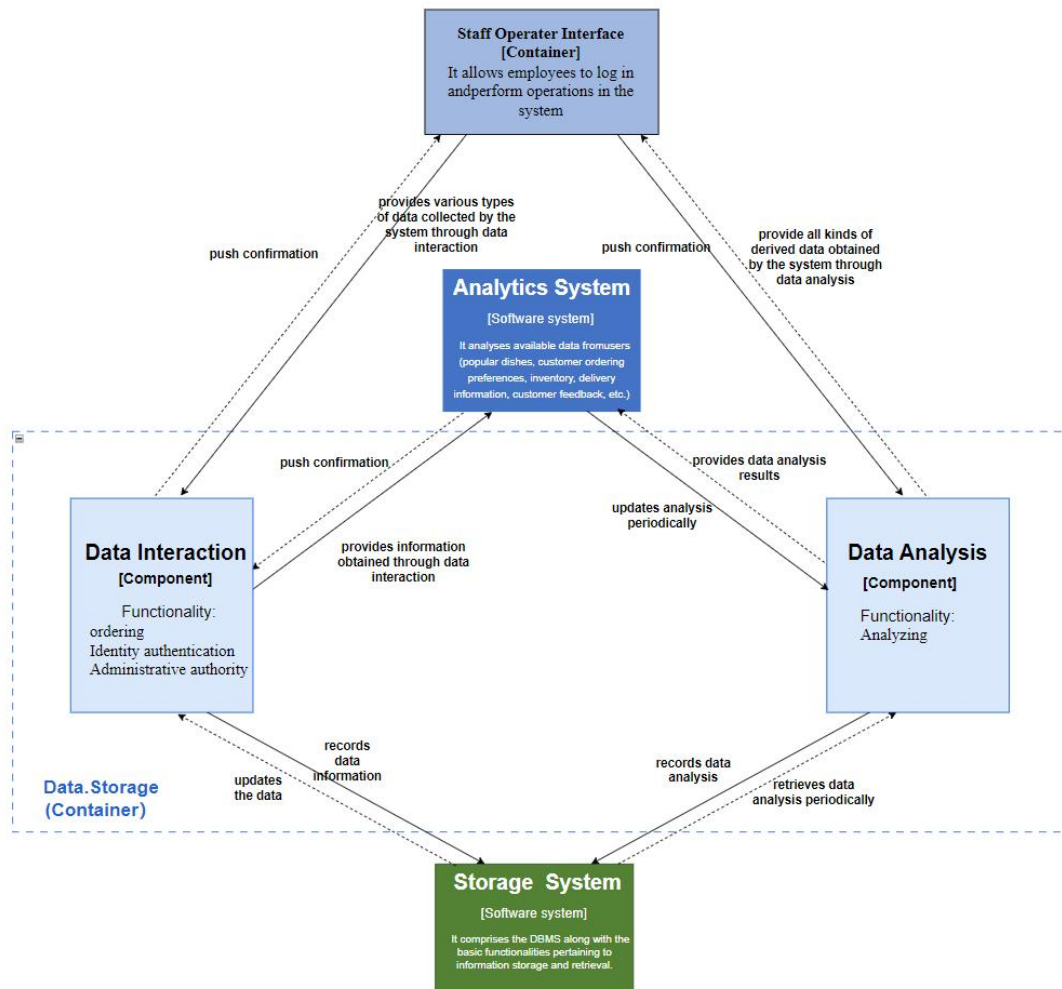 Staff Operater Interface
[Container]
It allows employees to log in
andperform operations in the
system
provides various types
of data collected by the
system through data
interaction
push confirmation
push confirmation
provide all kinds of
derived data obtained
by the system through
data analysis
Analytics System
[Software system]
It analyses available data fromusers
(popular dishes, customer ordering
preferences, inventory, delivery
information, customer feedback, etc.)
push confirmation
provides data analysis
results
updates analysis
periodically
provides information
obtained through data
interaction
Data Interaction
[Component]
Functionality:
ordering
Identity authentication
Administrative authority
Data Analysis
[Component]
Functionality:
Analyzing
records
data
information
updates
the data
records data
analysis
retrieves data
analysis periodically
Data.Storage
(Container)
Storage System
[Software system]
It comprises the DBMS along with the
basic functionalities pertaining to
information storage and retrieval.